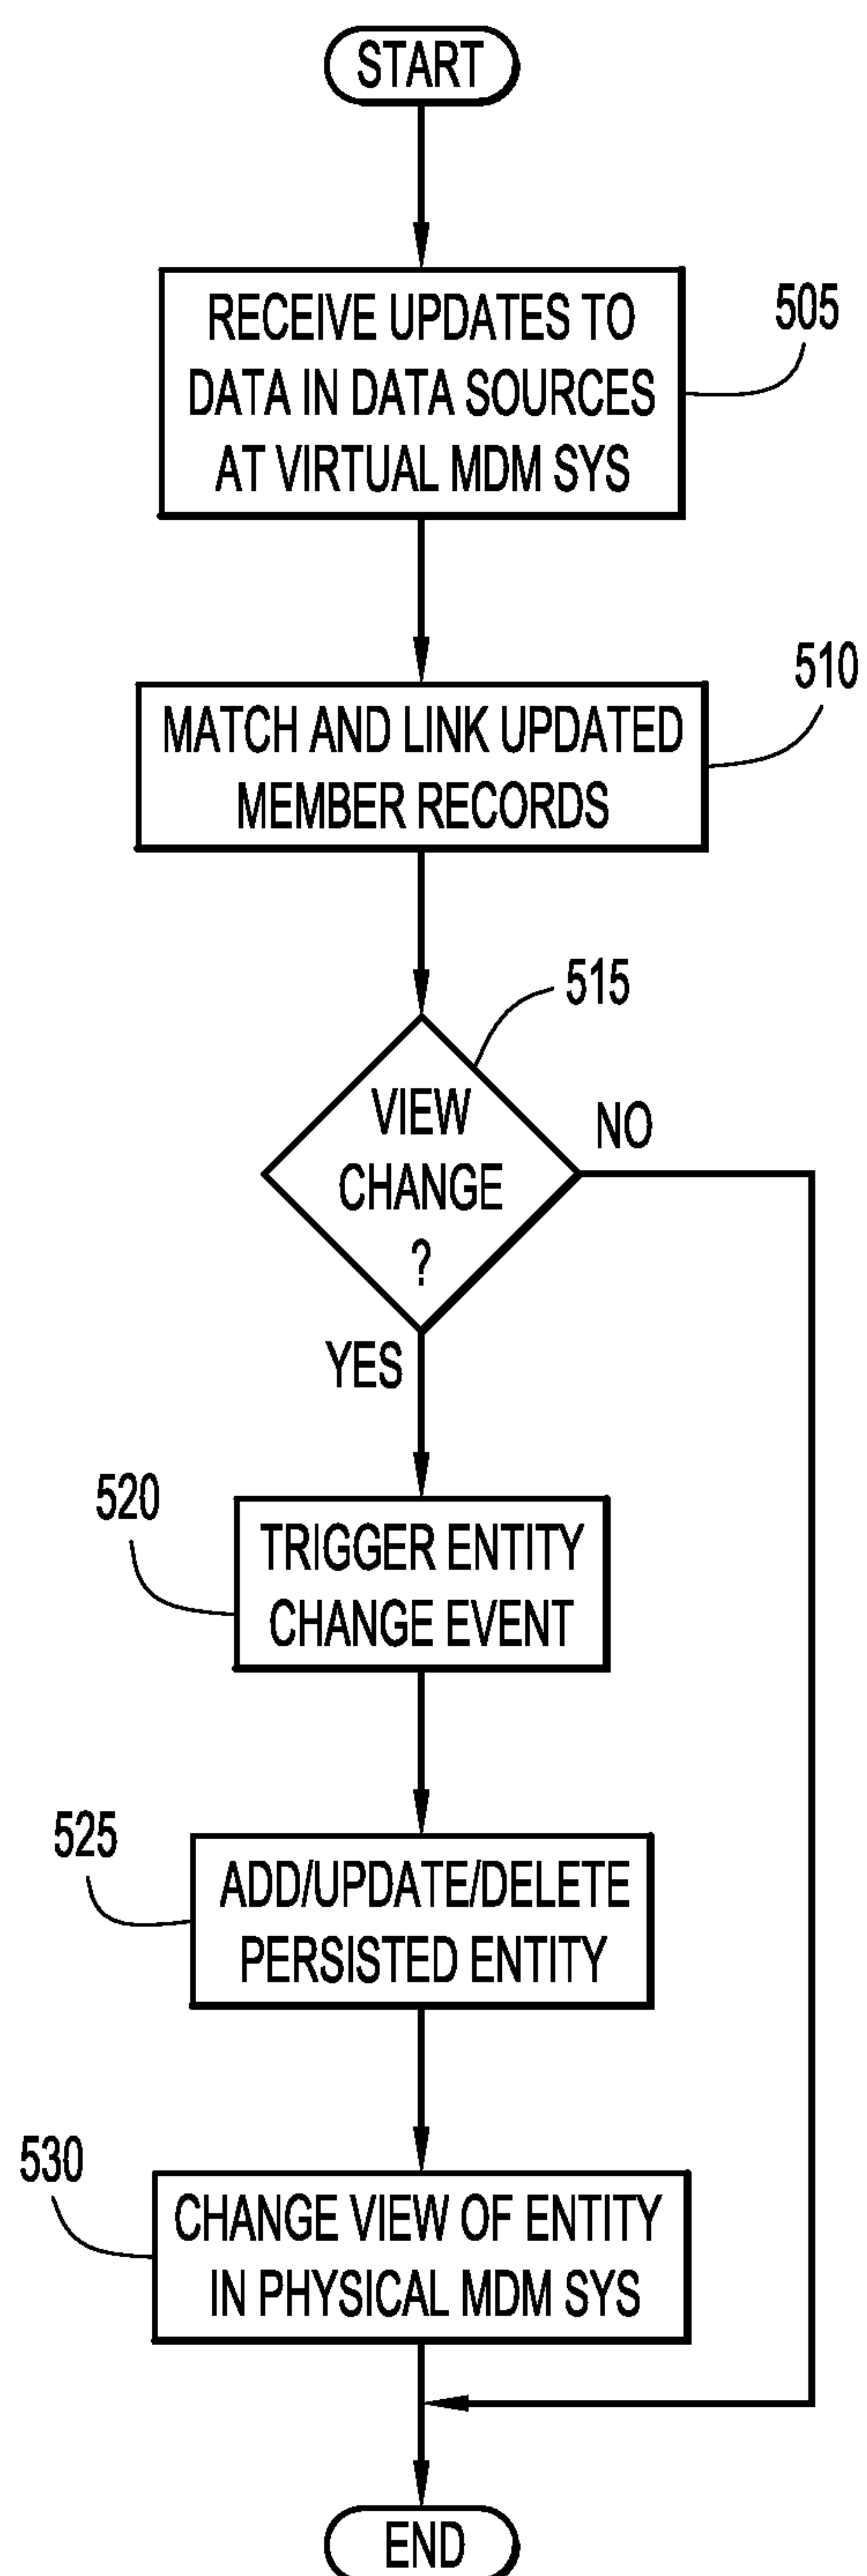 START
RECEIVE UPDATES TO
DATA IN DATA SOURCES
AT VIRTUAL MDM SYS
505
MATCH AND LINK UPDATED
MEMBER RECORDS
510
515
VIEW
CHANGE
?
NO
YES
520
TRIGGER ENTITY
CHANGE EVENT
525
ADD/UPDATE/DELETE
PERSISTED ENTITY
530
CHANGE VIEW OF ENTITY
IN PHYSICAL MDM SYS
END